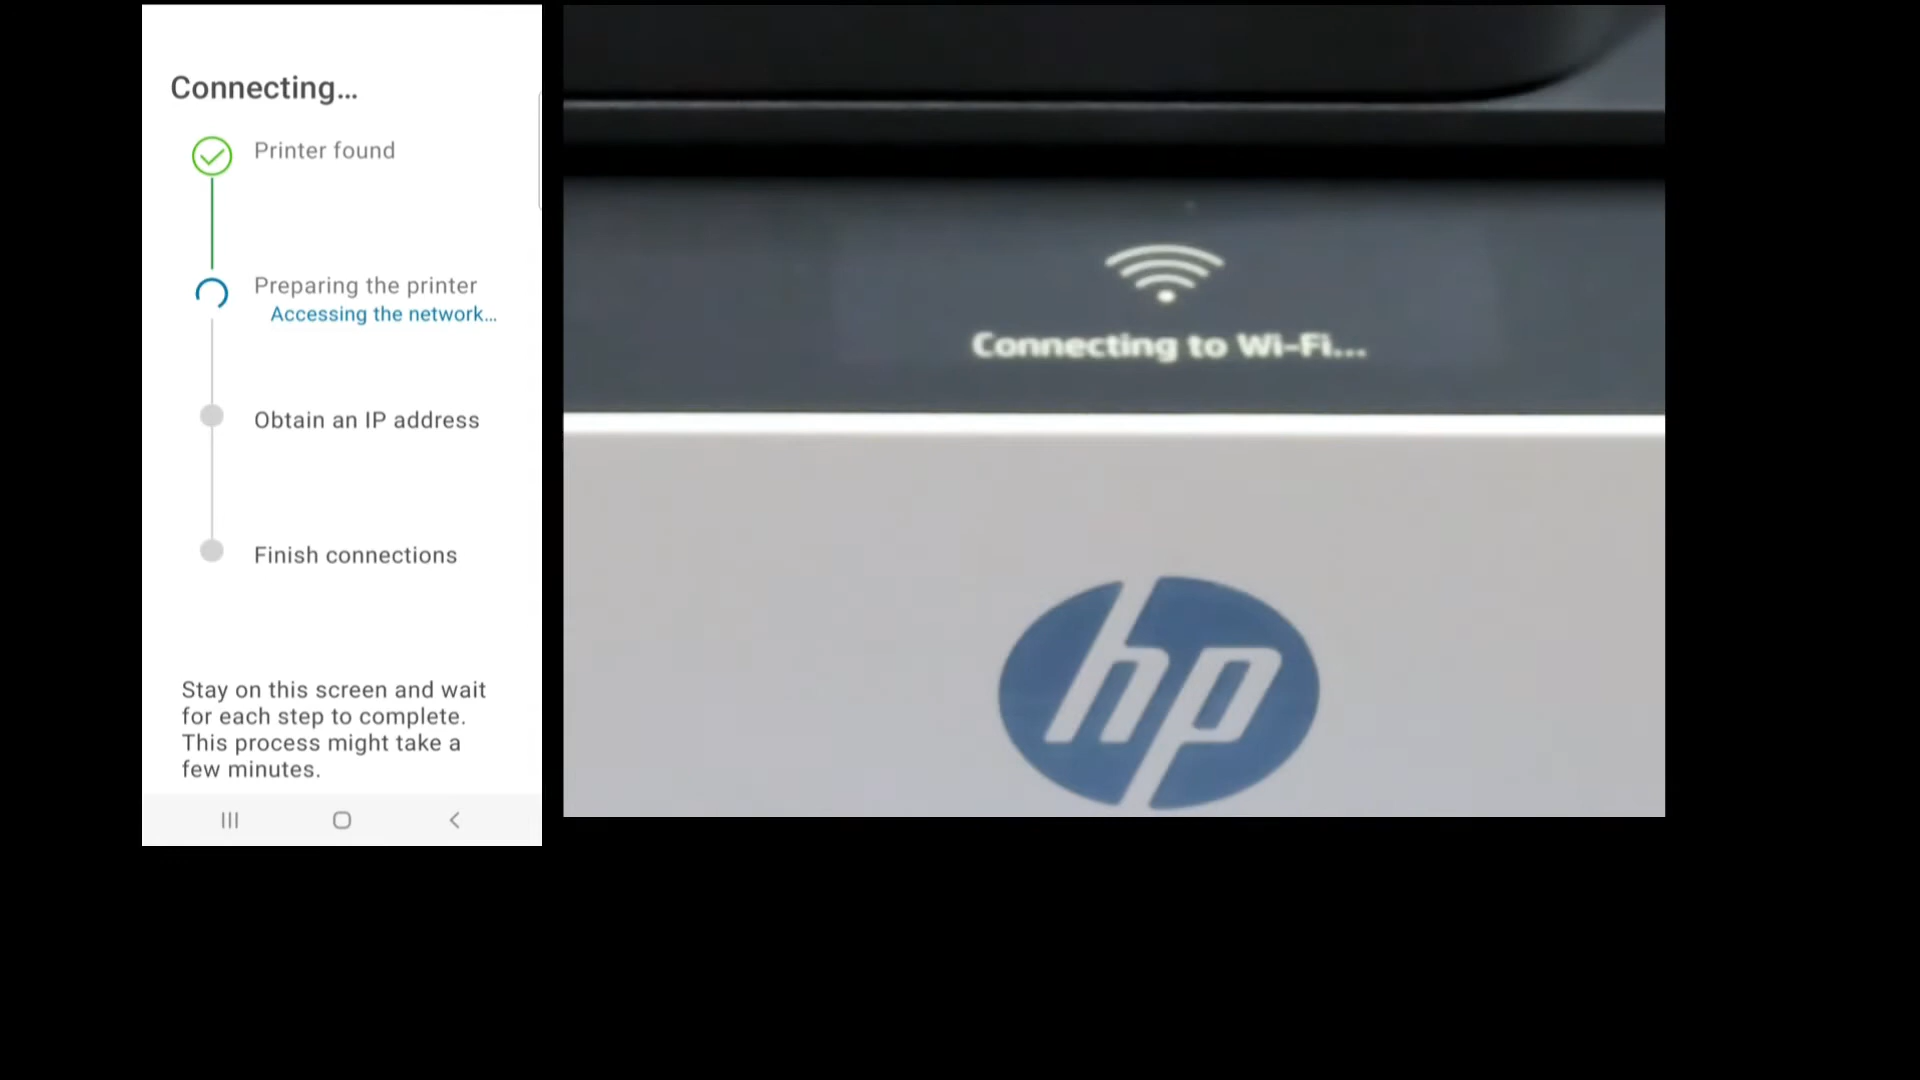 Connecting...
Printer found
Preparing the printer
Accessing the network...
Obtain an IP address
Finish connections
Stay on this screen and wait
for each step to complete.
This process might take a
few minutes.
Connecting to Wi-Fi...
hp